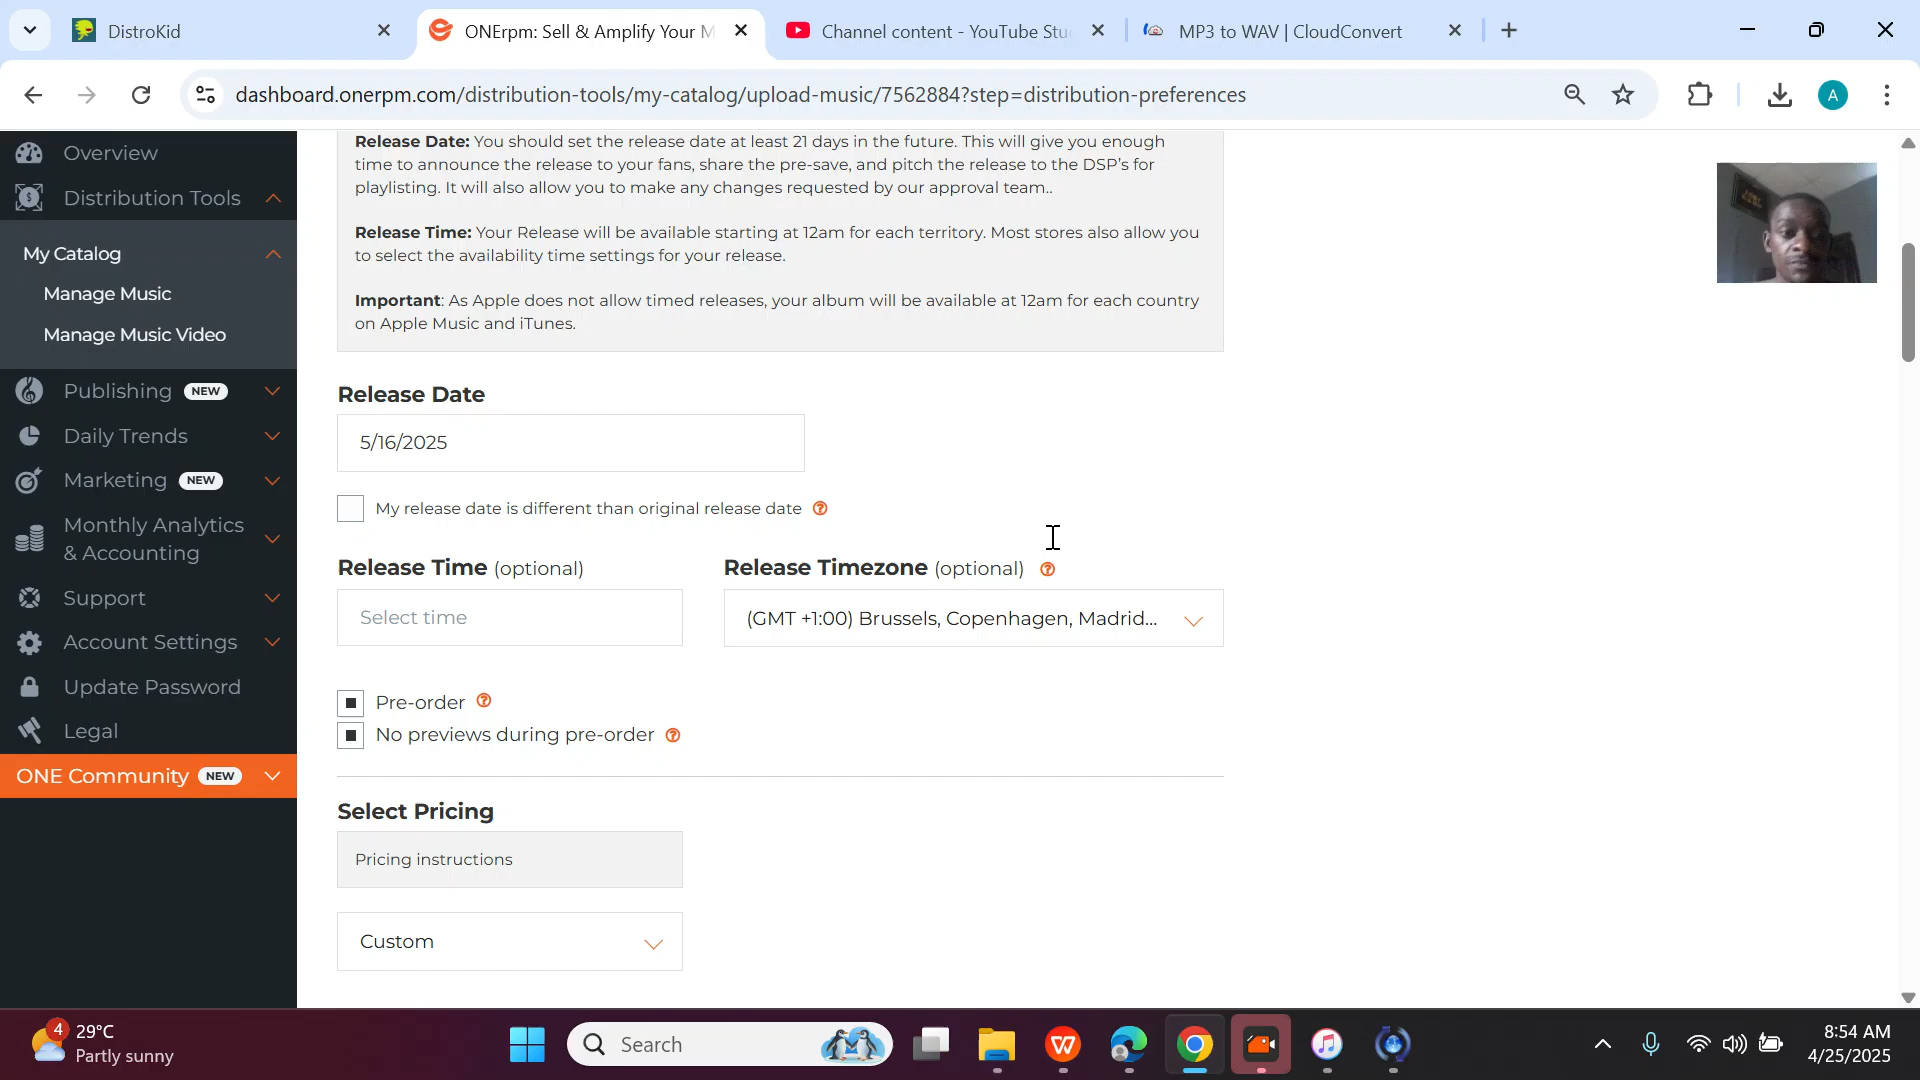 DistroKid
ONErpm: Sell & Amplify Your M
Channel content - YouTube Stu
MP3 to WAV | CloudConvert
dashboard.onerpm.com/distribution-tools/my-catalog/upload-music/7562884?step=distribution-preferences
A
Overview
Distribution Tools
My Catalog
Manage Music
Manage Music Video
Publishing NEW
Daily Trends
Marketing NEW
Monthly Analytics
& Accounting
Support
Account Settings
Update Password
Legal
ONE Community NEW
Release Date: You should set the release date at least 21 days in the future. This will give you enough
time to announce the release to your fans, share the pre-save, and pitch the release to the DSP's for
playlisting. It will also allow you to make any changes requested by our approval team..
Release Time: Your Release will be available starting at 12am for each territory. Most stores also allow you
to select the availability time settings for your release.
Important: As Apple does not allow timed releases, your album will be available at 12am for each country
on Apple Music and iTunes.
Release Date
5/16/2025
My release date is different than original release date ?
Release Time (optional)
Release Timezone (optional) ?
Select time
(GMT +1:00) Brussels, Copenhagen, Madrid...
Pre-order ?
No previews during pre-order ?
Select Pricing
Pricing instructions
Custom
4
29°C
Partly sunny
Search
8:54 AM
4/25/2025